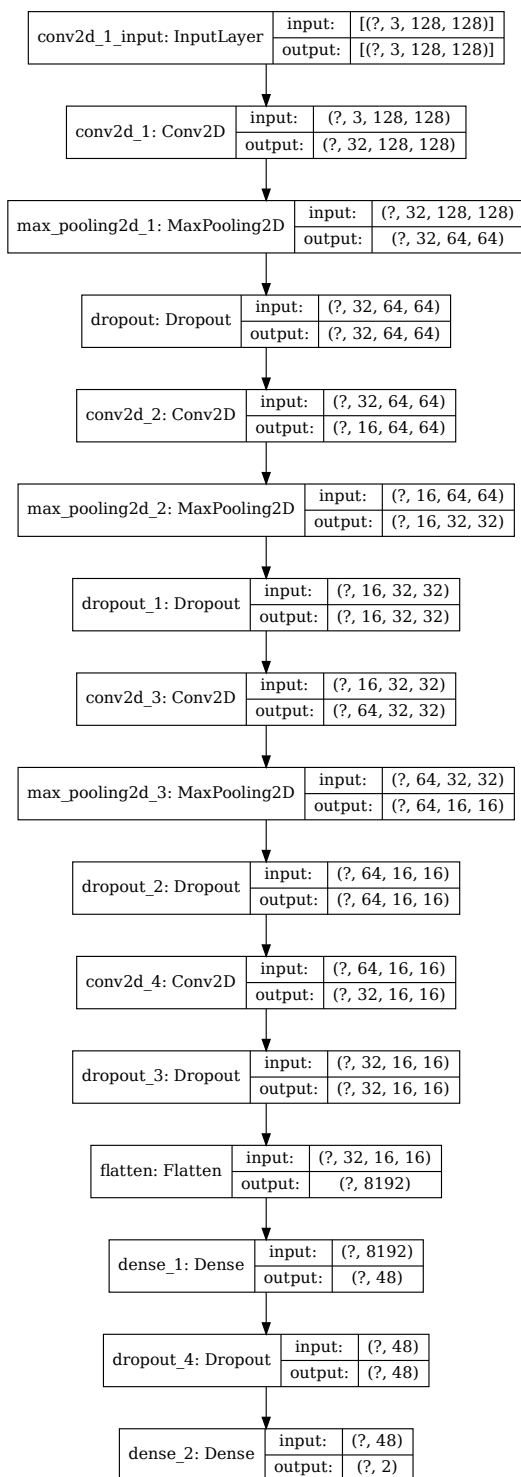 conv2d_1_input: InputLayer
input: [(?, 3, 128, 128)]
output: [(?, 3, 128, 128)]
conv2d_1: Conv2D
input: (?, 3, 128, 128)
output: (?, 32, 128, 128)
max_pooling2d_1: MaxPooling2D
input: (?, 32, 128, 128)
output: (?, 32, 64, 64)
dropout: Dropout
input: (?, 32, 64, 64)
output: (?, 32, 64, 64)
conv2d_2: Conv2D
input: (?, 32, 64, 64)
output: (?, 16, 64, 64)
max_pooling2d_2: MaxPooling2D
input: (?, 16, 64, 64)
output: (?, 16, 32, 32)
dropout_1: Dropout
input: (?, 16, 32, 32)
output: (?, 16, 32, 32)
conv2d_3: Conv2D
input: (?, 16, 32, 32)
output: (?, 64, 32, 32)
max_pooling2d_3: MaxPooling2D
input: (?, 64, 32, 32)
output: (?, 64, 16, 16)
dropout_2: Dropout
input: (?, 64, 16, 16)
output: (?, 64, 16, 16)
conv2d_4: Conv2D
input: (?, 64, 16, 16)
output: (?, 32, 16, 16)
dropout_3: Dropout
input: (?, 32, 16, 16)
output: (?, 32, 16, 16)
flatten: Flatten
input: (?, 32, 16, 16)
output: (?, 8192)
dense_1: Dense
input: (?, 8192)
output: (?, 48)
dropout_4: Dropout
input: (?, 48)
output: (?, 48)
dense_2: Dense
input: (?, 48)
output: (?, 2)